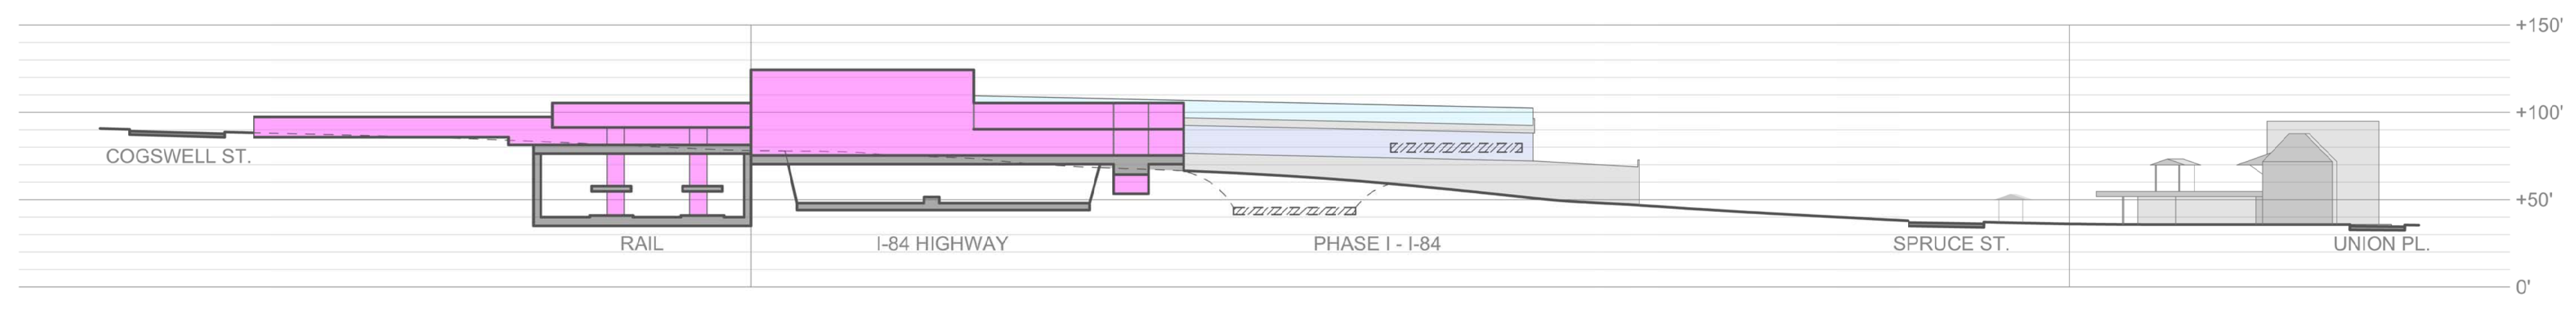 +150'
+100'
COGSWELL ST.
+50'
RAIL
I-84 HIGHWAY
PHASE I - I-84
SPRUCE ST.
UNION PL.
0'